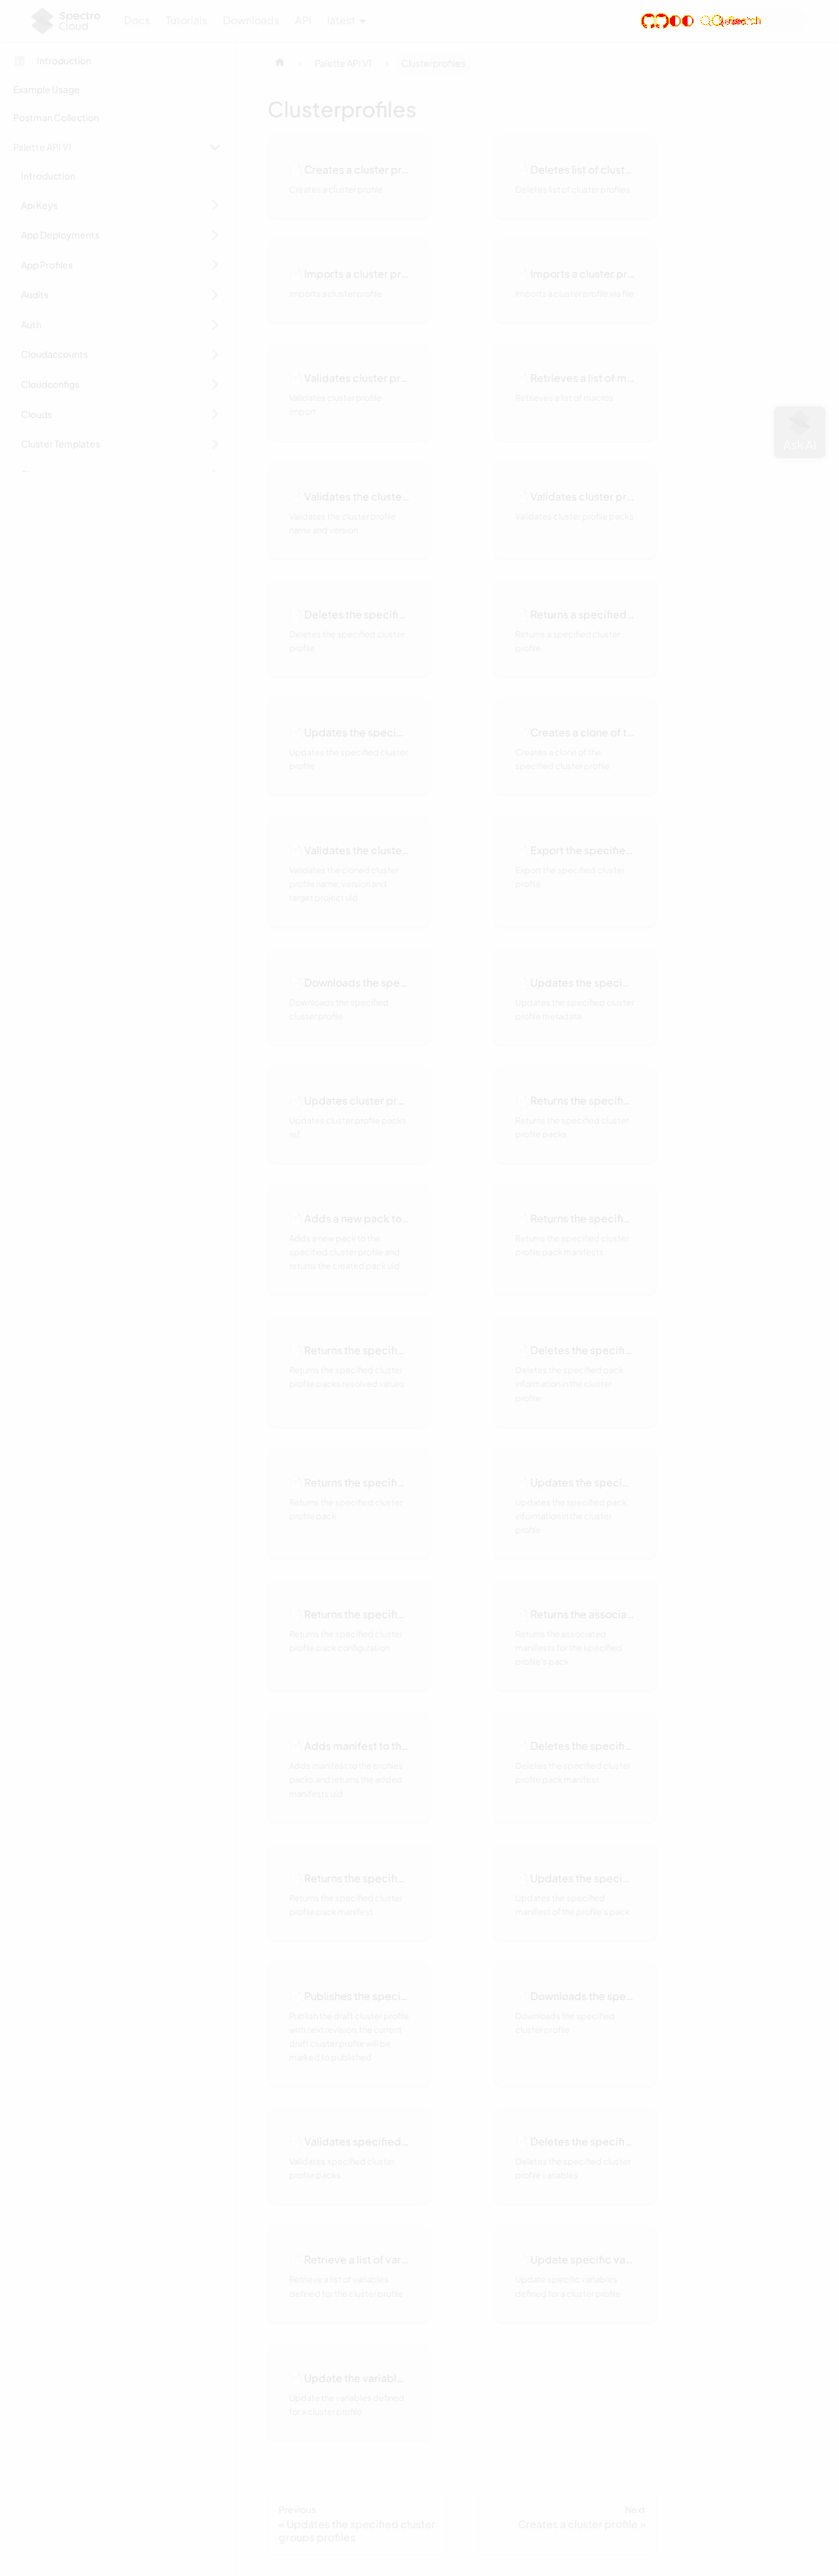 Spectro
Cloud
Docs
Tutorials
Downloads
API
latest
Introduction
Example Usage
Postman Collection
Palette API V1
Introduction
Api Keys
App Deployments
App Profiles
Audits
Auth
Cloudaccounts
Cloudconfigs
Clouds
Cluster Templates
Palette API V1
Clusterprofiles
Clusterprofiles
Creates a cluster pr...
Creates a cluster profile
Deletes list of clust...
Deletes list of cluster profiles
Imports a cluster pr...
Imports a cluster profile
Imports a cluster pr...
Imports a cluster profile via file
Validates cluster pr...
Validates cluster profile
import
Retrieves a list of m...
Retrieves a list of macros
Validates the cluste...
Validates the cluster profile
name and version
Validates cluster pr...
Validates cluster profile packs
Deletes the specifi...
Deletes the specified cluster
profile
Returns a specified...
Returns a specified cluster
profile
Updates the speci...
Updates the specified cluster
profile
Creates a clone of t...
Creates a clone of the
specified cluster profile
Validates the cluste...
Validates the cloned cluster
profile name, version and
target project uid
Export the specifie...
Export the specified cluster
profile
Downloads the spe...
Downloads the specified
cluster profile
Updates the speci...
Updates the specified cluster
profile metadata
Updates cluster pr...
Updates cluster profile packs
ref
Returns the specifi...
Returns the specified cluster
profile packs
Adds a new pack to...
Adds a new pack to the
specified cluster profile and
returns the created pack uid
Returns the specifi...
Returns the specified cluster
profile pack manifests
Returns the specifi...
Returns the specified cluster
profile packs resolved values
Deletes the specifi...
Deletes the specified pack
information in the cluster
profile
Returns the specifi...
Returns the specified cluster
profile pack
Updates the speci...
Updates the specified pack
information in the cluster
profile
Returns the specifi...
Returns the specified cluster
profile pack configuration
Returns the associa...
Returns the associated
manifests for the specified
profile's pack
Adds manifest to th...
Adds manifest to the profiles
packs and returns the added
manifests uid
Deletes the specifi...
Deletes the specified cluster
profile pack manifest
Returns the specifi...
Returns the specified cluster
profile pack manifest
Updates the speci...
Updates the specified
manifest of the profile's pack
Publishes the speci...
Publish the draft cluster profile
with next revision, the current
draft cluster profile will be
marked to published
Downloads the spe...
Downloads the specified
cluster profile
Validates specified...
Validates specified cluster
profile packs
Deletes the specifi...
Deletes the specified cluster
profile variables
Retrieve a list of var...
Retrieve a list of variables
defined for the cluster profile
Update specific va...
Update specific variables
defined for a cluster profile
Update the variabl...
Update the variables defined
for a cluster profile
Ask AI
Previous
« Updates the specified cluster
groups profiles
Next
Creates a cluster profile »